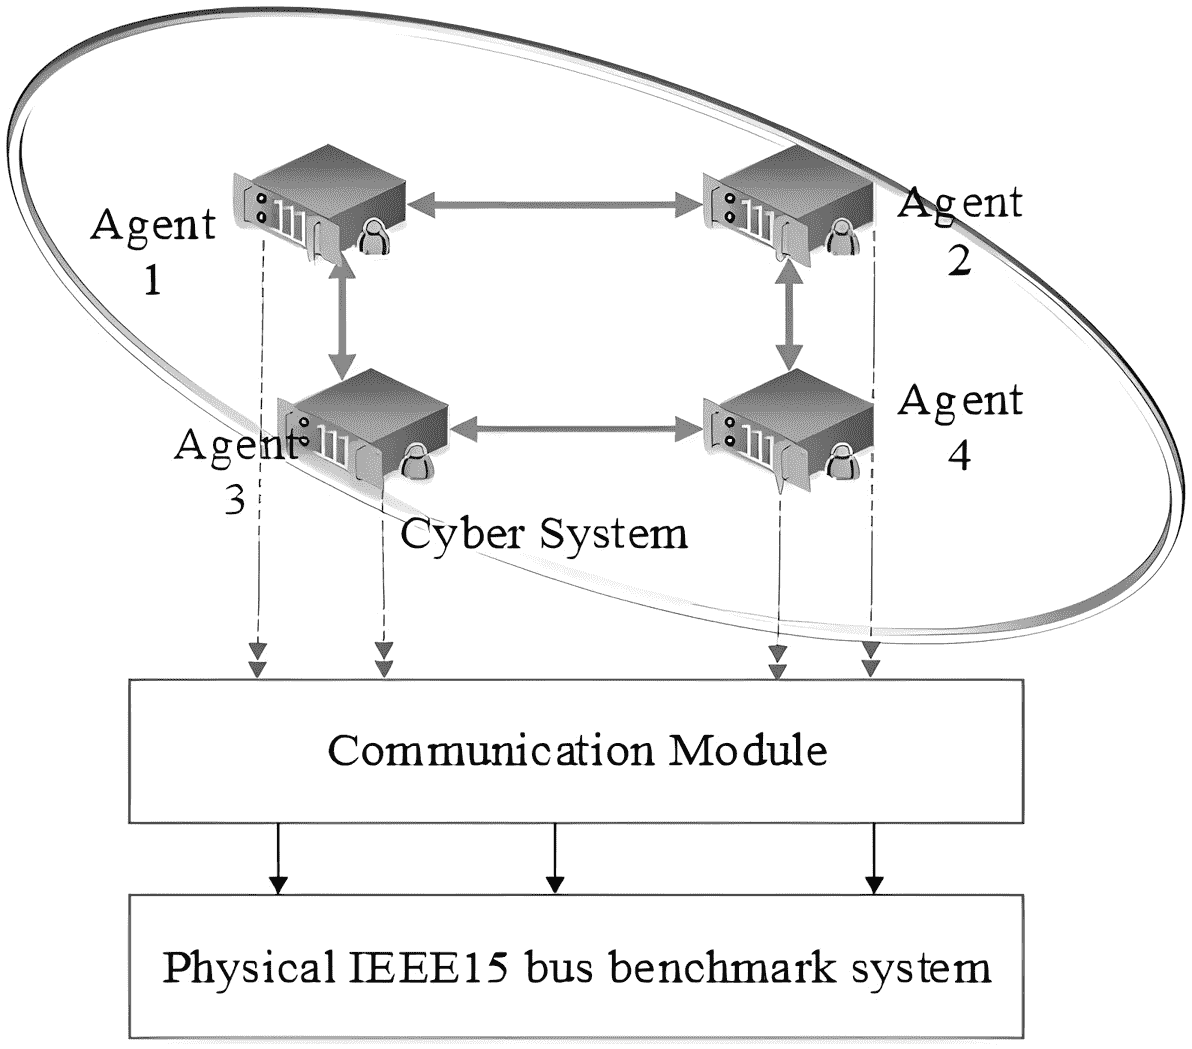 Agent
1
Agent
2
Agent
3
Agent
4
Cyber System
Communication Module
Physical IEEE15 bus benchmark system